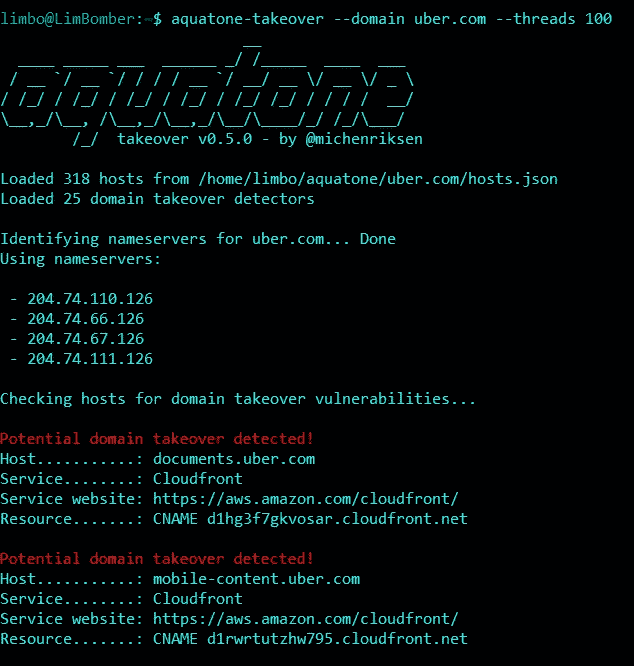 limbo@LimBomber:~$ aquatone-takeover --domain uber.com --threads 100
aquatone
takeover v0.5.0 - by @michenriksen
Loaded 318 hosts from /home/limbo/aquatone/uber.com/hosts.json
Loaded 25 domain takeover detectors
Identifying nameservers for uber.com... Done
Using nameservers:
- 204.74.110.126
- 204.74.66.126
- 204.74.67.126
- 204.74.111.126
Checking hosts for domain takeover vulnerabilities...
Potential domain takeover detected!
Host...........: documents.uber.com
Service........: Cloudfront
Service website: https://aws.amazon.com/cloudfront/
Resource.......: CNAME d1hg3f7gkvosar.cloudfront.net
Potential domain takeover detected!
Host...........: mobile-content.uber.com
Service........: Cloudfront
Service website: https://aws.amazon.com/cloudfront/
Resource.......: CNAME d1rwrtutzhw795.cloudfront.net